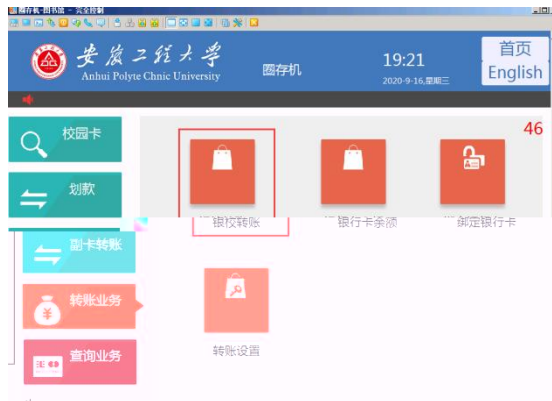 圈存机-图书馆 - 完全控制
安徽工程大学
Anhui Polyte Chnic University
圈存机
19:21
2020-9-16,星期三
首页
English
46
校园卡
划款
副卡转账
转账业务
查询业务
银校转账
银行卡余额
绑定银行卡
转账设置